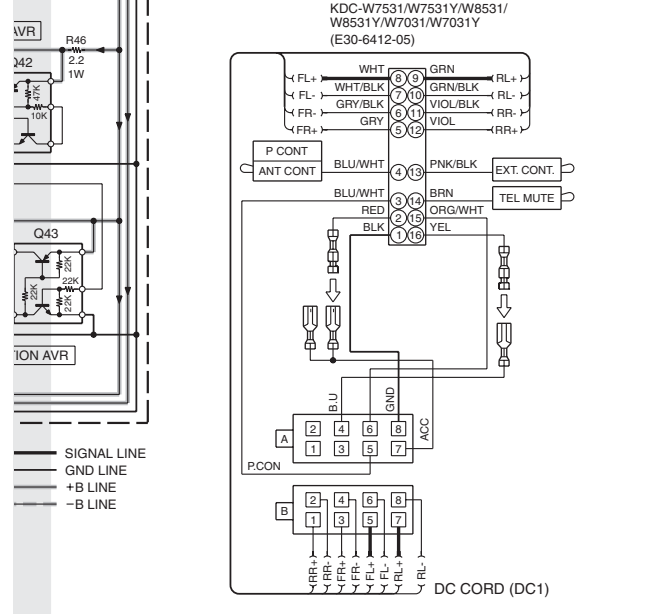 KDC-W7531/W7531Y/W8531/
W8531Y/W7031/W7031Y
(E30-6412-05)
AVR
R46
2.2
1W
Q42
47K
10K
Q43
22K
22K
22K
22K
TION AVR
SIGNAL LINE
GND LINE
+B LINE
−B LINE
FL+ WHT 8 9 GRN RL+
FL- WHT/BLK 7 10 GRN/BLK RL-
FR- GRY/BLK 6 11 VIOL/BLK RR-
FR+ GRY 5 12 VIOL RR+
P CONT
ANT CONT BLU/WHT 4 13 PNK/BLK EXT. CONT.
BLU/WHT 3 14 BRN TEL MUTE
RED 2 15 ORG/WHT
BLK 1 16 YEL
B.U
GND
ACC
A
2 4 6 8
1 3 5 7
P.CON
B
2 4 6 8
1 3 5 7
RR+
RR-
FR+
FR-
FL+
FL-
RL+
RL-
DC CORD (DC1)